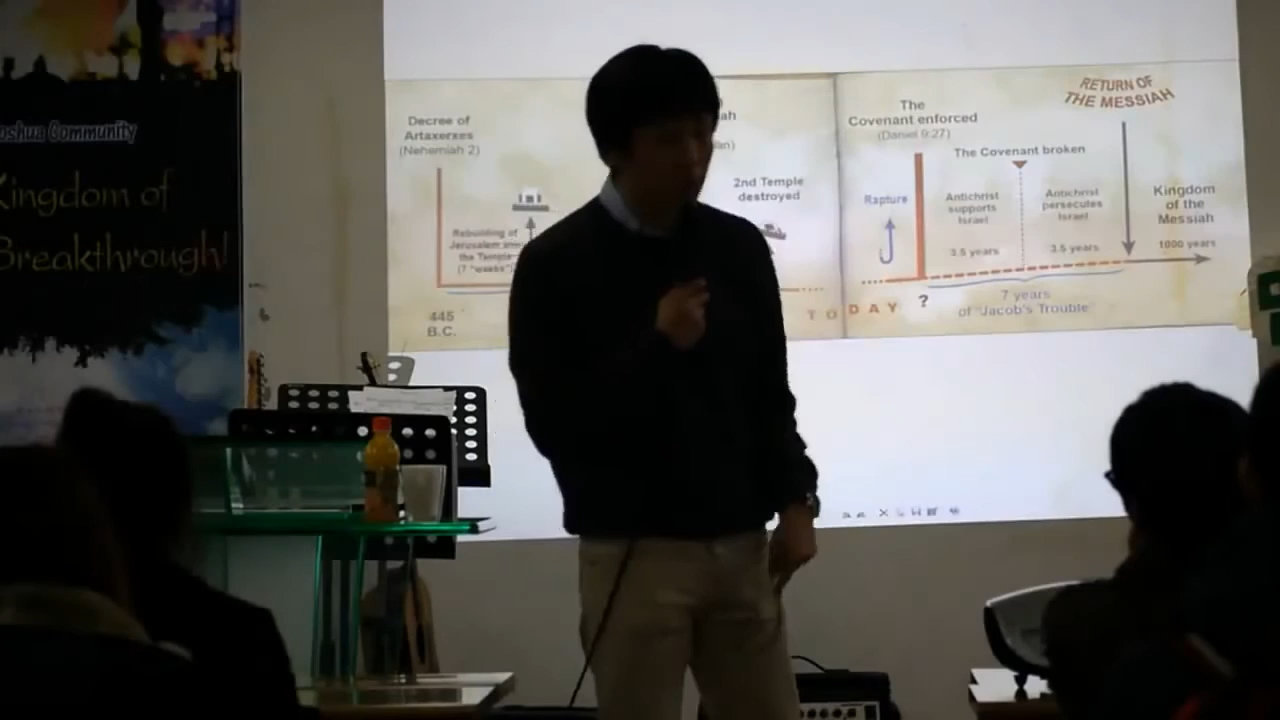 oshua Community
Kingdom of
Breakthrough!
Decree of
Artaxerxes
(Nehemiah 2)
Rebuilding of
Jerusalem and
the Temple
(7 "weeks")
445
B.C.
2nd Temple
destroyed
TODAY
?
The
Covenant enforced
(Daniel 9:27)
Rapture
The Covenant broken
Antichrist
supports
Israel
3.5 years
Antichrist
persecutes
Israel
3.5 years
7 years
of "Jacob's Trouble"
RETURN OF
THE MESSIAH
Kingdom
of the
Messiah
1000 years